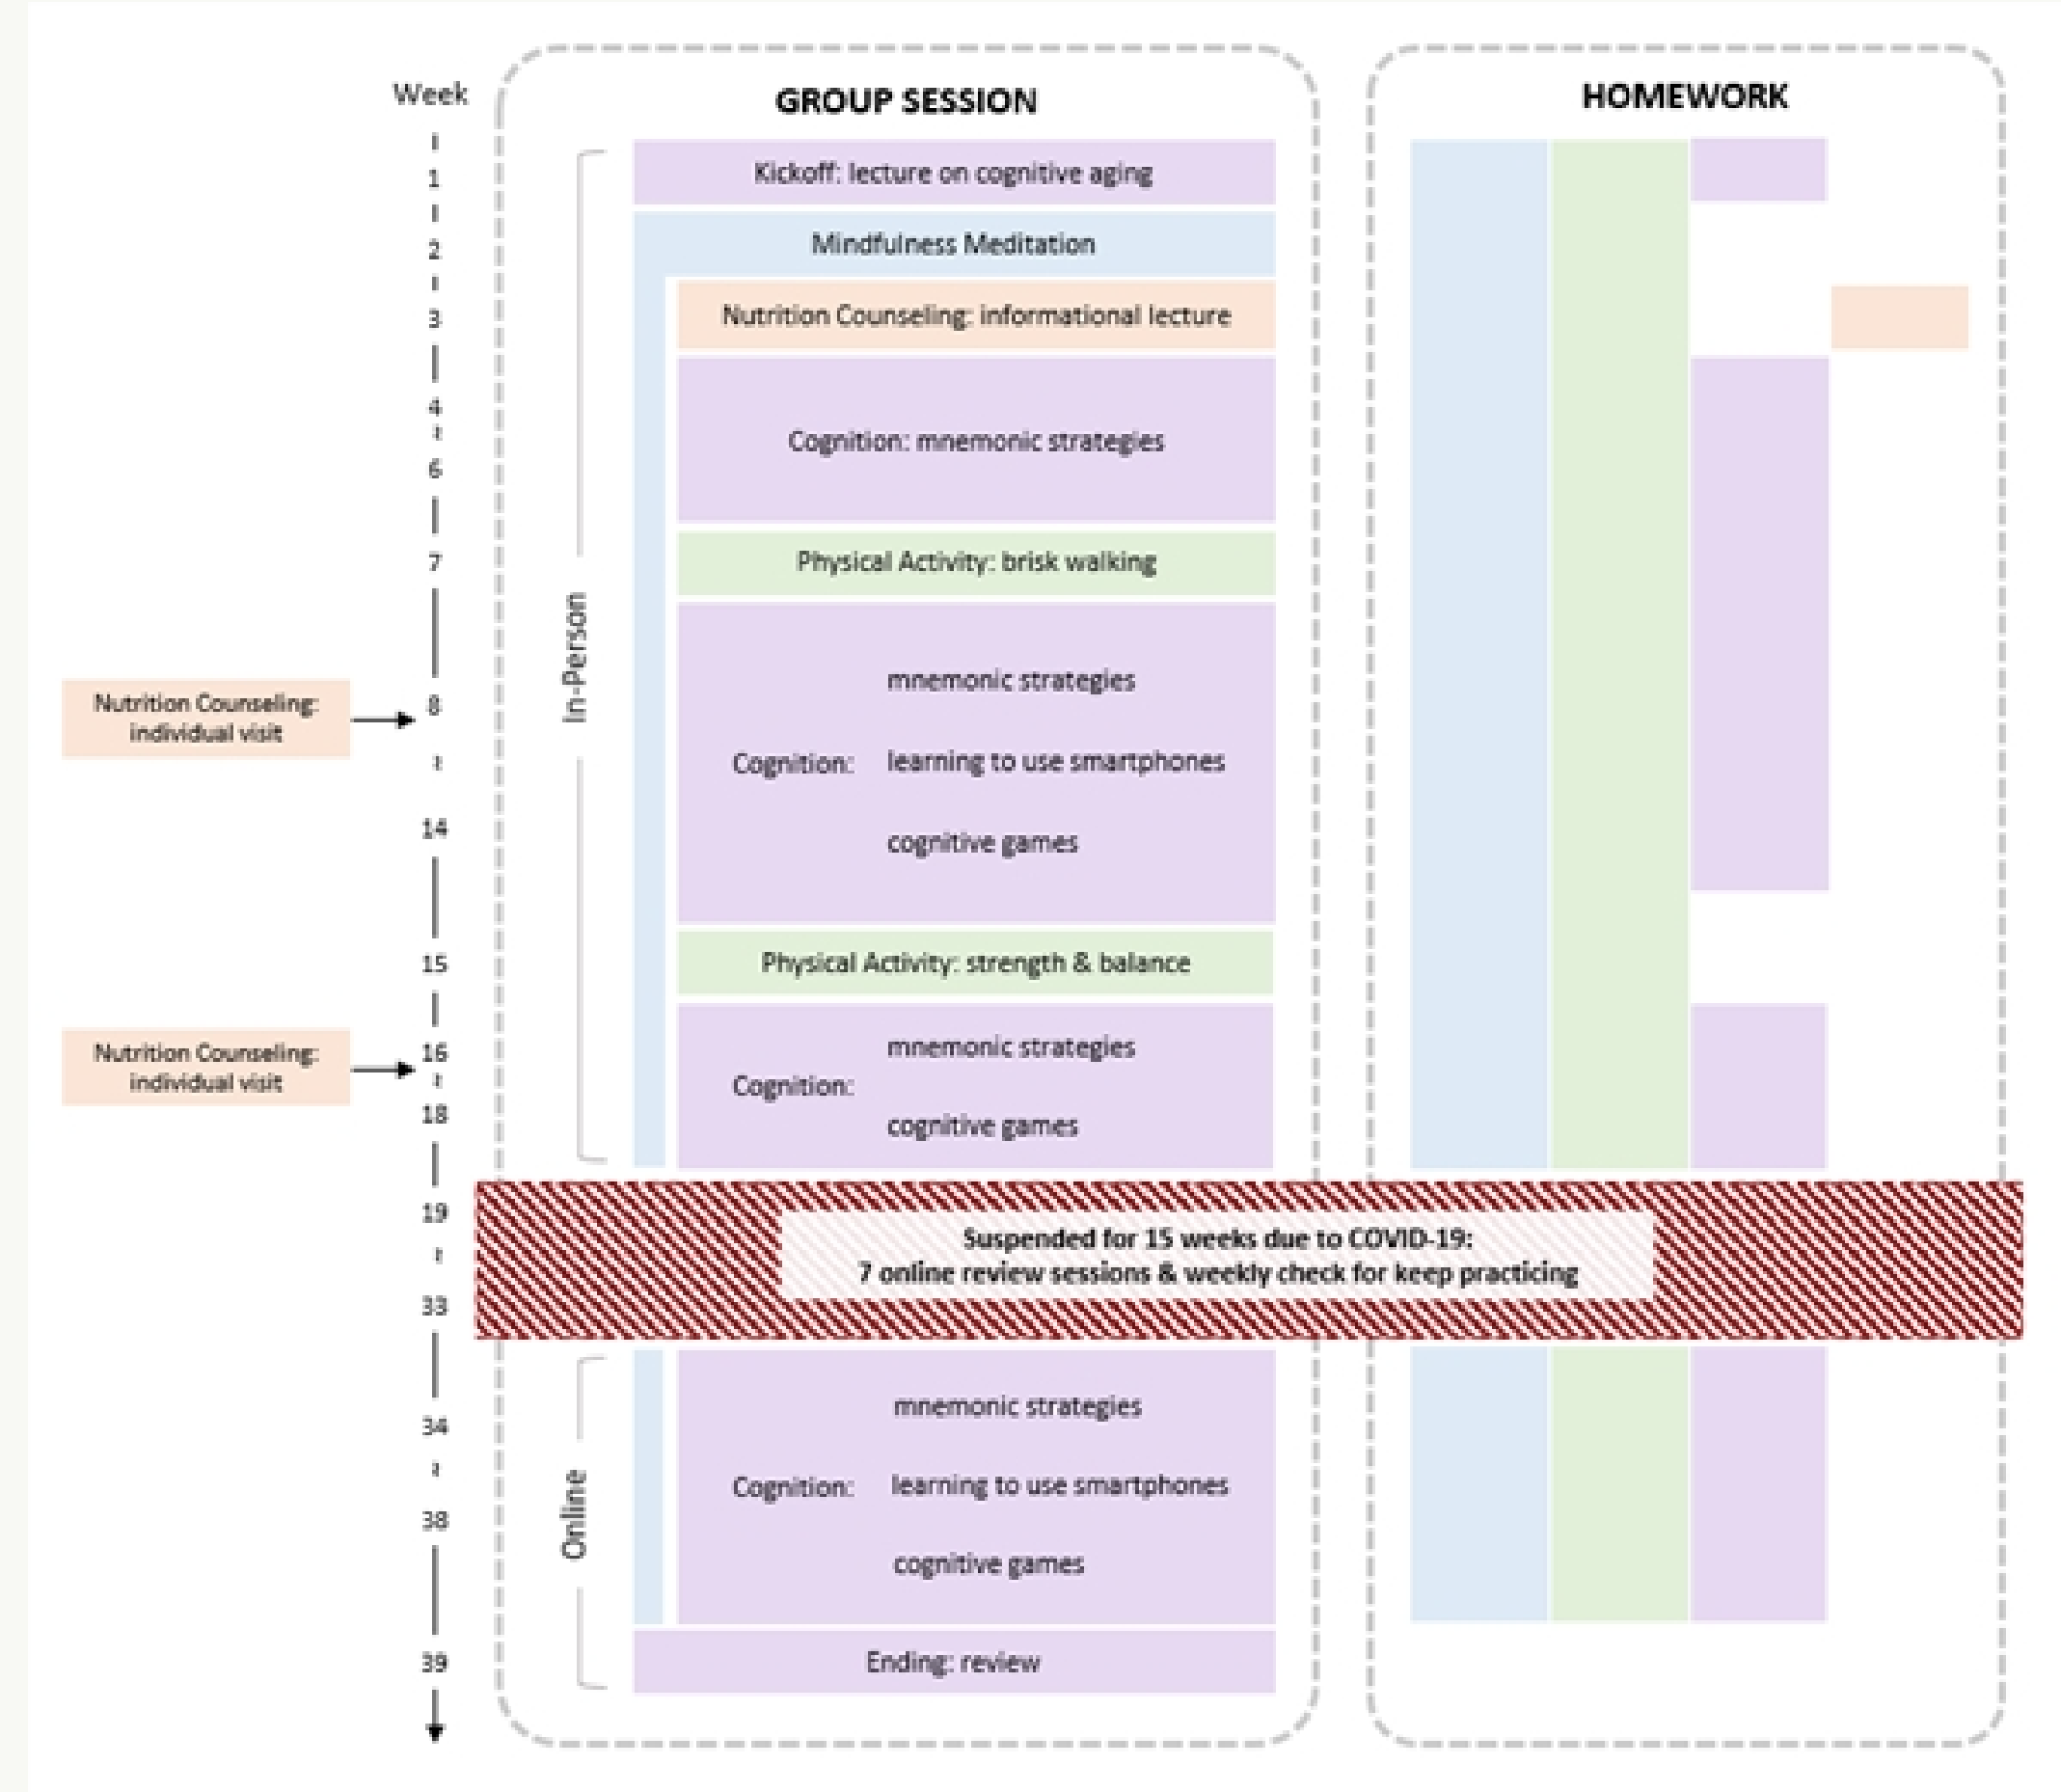 Week
GROUP SESSION
HOMEWORK
1
Kickoff: lecture on cognitive aging
2
Mindfulness Meditation
3
Nutrition Counseling: informational lecture
4
~
6
Cognition: mnemonic strategies
7
Physical Activity: brisk walking
In-Person
Nutrition Counseling:
individual visit
8
~
14
mnemonic strategies
Cognition: learning to use smartphones
cognitive games
15
Physical Activity: strength & balance
Nutrition Counseling:
individual visit
16
~
18
mnemonic strategies
Cognition:
cognitive games
19
~
33
Suspended for 15 weeks due to COVID-19:
7 online review sessions & weekly check for keep practicing
Online
34
~
38
mnemonic strategies
Cognition: learning to use smartphones
cognitive games
39
Ending: review